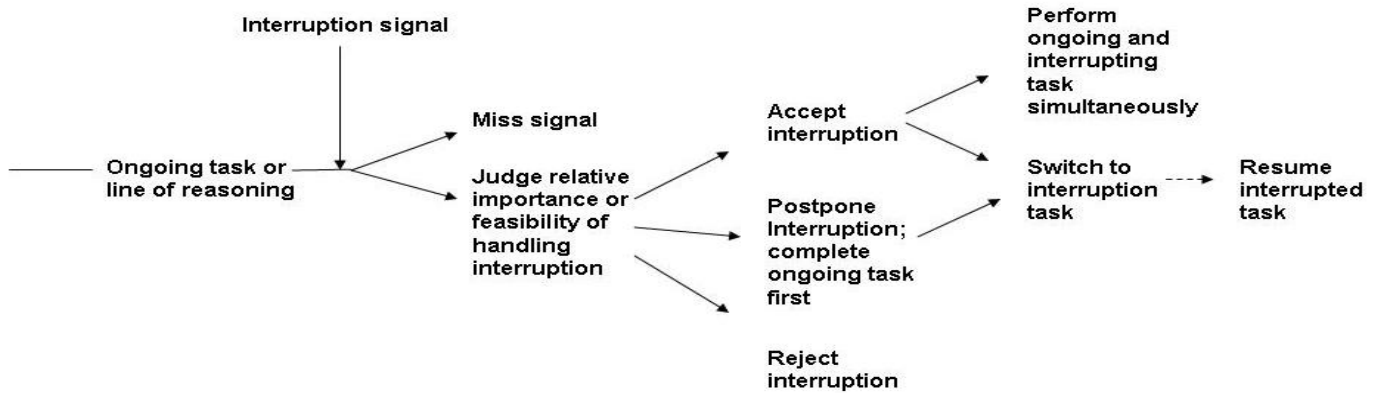 Interruption signal
Ongoing task or
line of reasoning
Miss signal
Judge relative
importance or
feasibility of
handling
interruption
Accept
interruption
Postpone
Interruption;
complete
ongoing task
first
Reject
interruption
Perform
ongoing and
interrupting
task
simultaneously
Switch to
interruption
task
Resume
interrupted
task